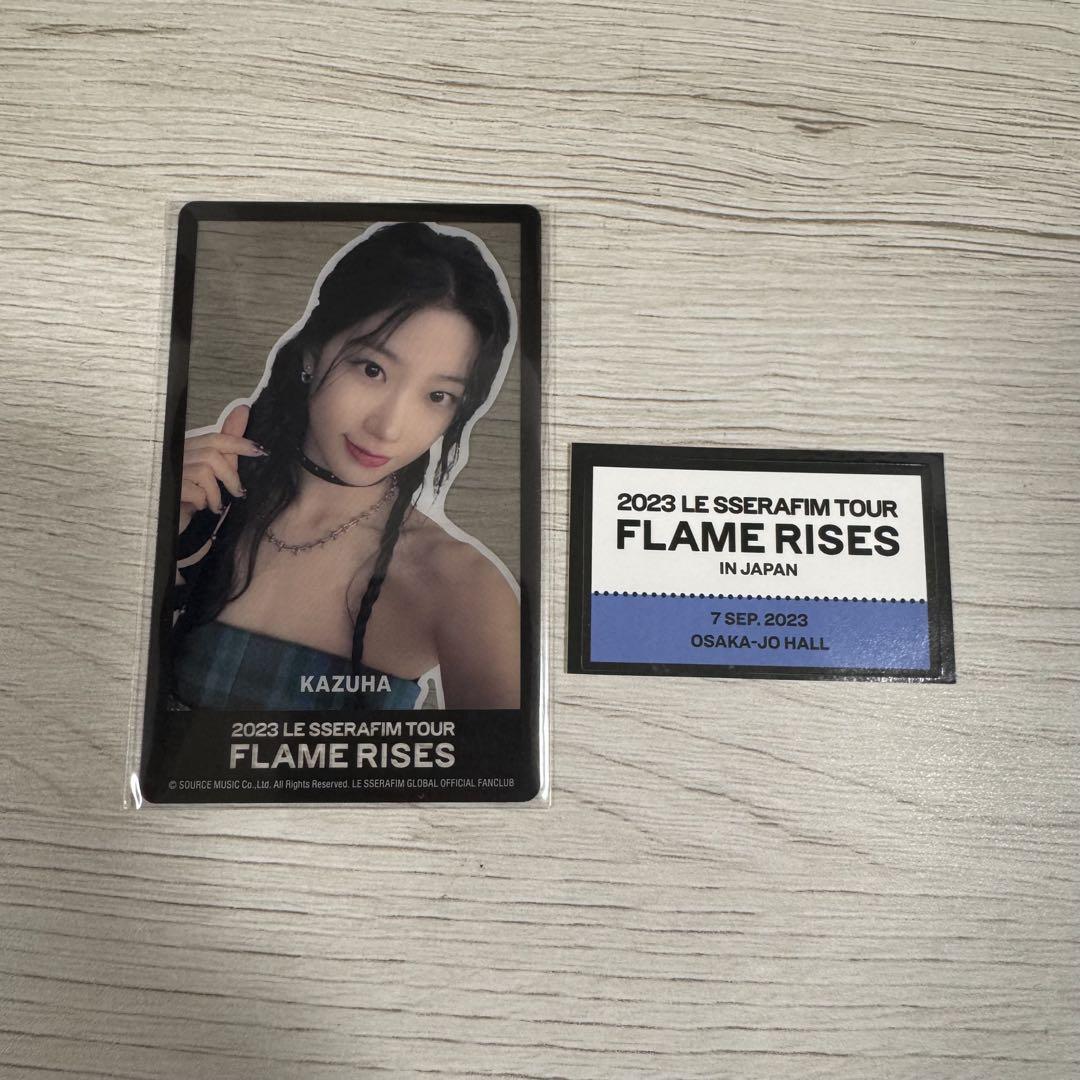 KAZUHA
2023 LE SSERAFIM TOUR
FLAME RISES
© SOURCE MUSIC Co.,Ltd. All Rights Reserved. LE SSERAFIM GLOBAL OFFICIAL FANCLUB
2023 LE SSERAFIM TOUR
FLAME RISES
IN JAPAN
7 SEP. 2023
OSAKA-JO HALL